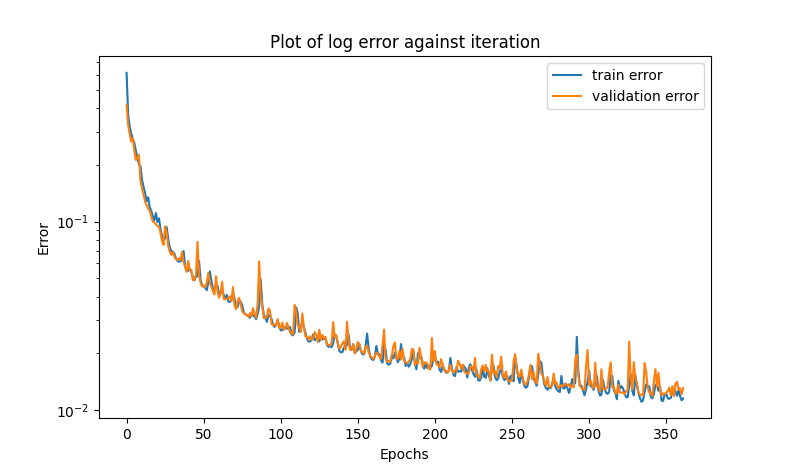 Plot of log error against iteration
train error
validation error
Error
10⁻¹
10⁻²
0 50 100 150 200 250 300 350
Epochs